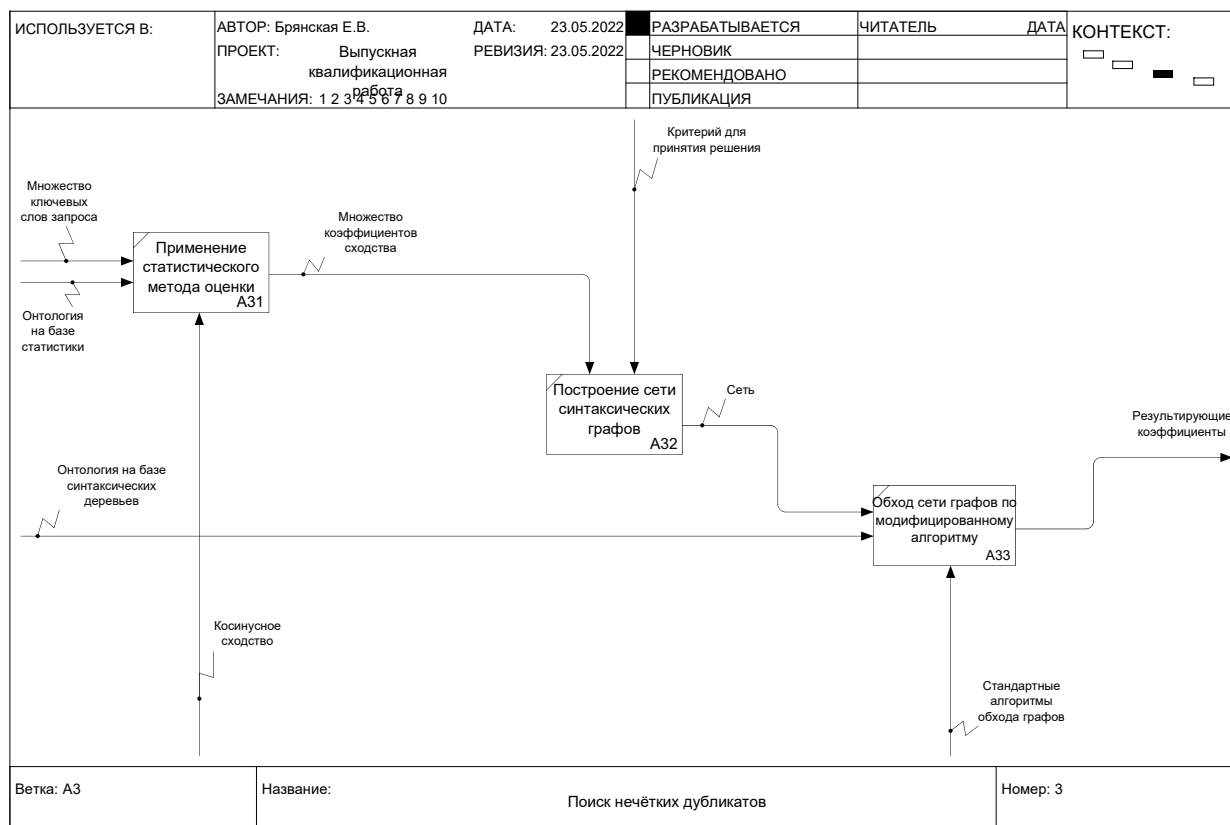 ИСПОЛЬЗУЕТСЯ В:
АВТОР: Брянская Е.В.
ДАТА: 23.05.2022
ПРОЕКТ: Выпускная
квалификационная
работа
РЕВИЗИЯ: 23.05.2022
ЗАМЕЧАНИЯ: 1 2 3 4 5 6 7 8 9 10
РАЗРАБАТЫВАЕТСЯ
ЧЕРНОВИК
РЕКОМЕНДОВАНО
ПУБЛИКАЦИЯ
ЧИТАТЕЛЬ
ДАТА
КОНТЕКСТ:
Критерий для
принятия решения
Множество
ключевых
слов запроса
Применение
статистического
метода оценки
А31
Множество
коэффициентов
сходства
Онтология
на базе
статистики
Построение сети
синтаксических
графов
А32
Сеть
Результирующие
коэффициенты
Онтология на базе
синтаксических
деревьев
Обход сети графов по
модифицированному
алгоритму
А33
Косинусное
сходство
Стандартные
алгоритмы
обхода графов
Ветка: А3
Название:
Поиск нечётких дубликатов
Номер: 3